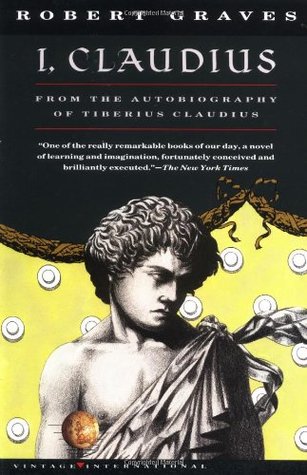 ROBERT GRAVES
I, CLAUDIUS
FROM THE AUTOBIOGRAPHY
OF TIBERIUS CLAUDIUS
"One of the really remarkable books of our day, a novel
of learning and imagination, fortunately conceived and
brilliantly executed."—The New York Times
VINTAGE INTERNATIONAL